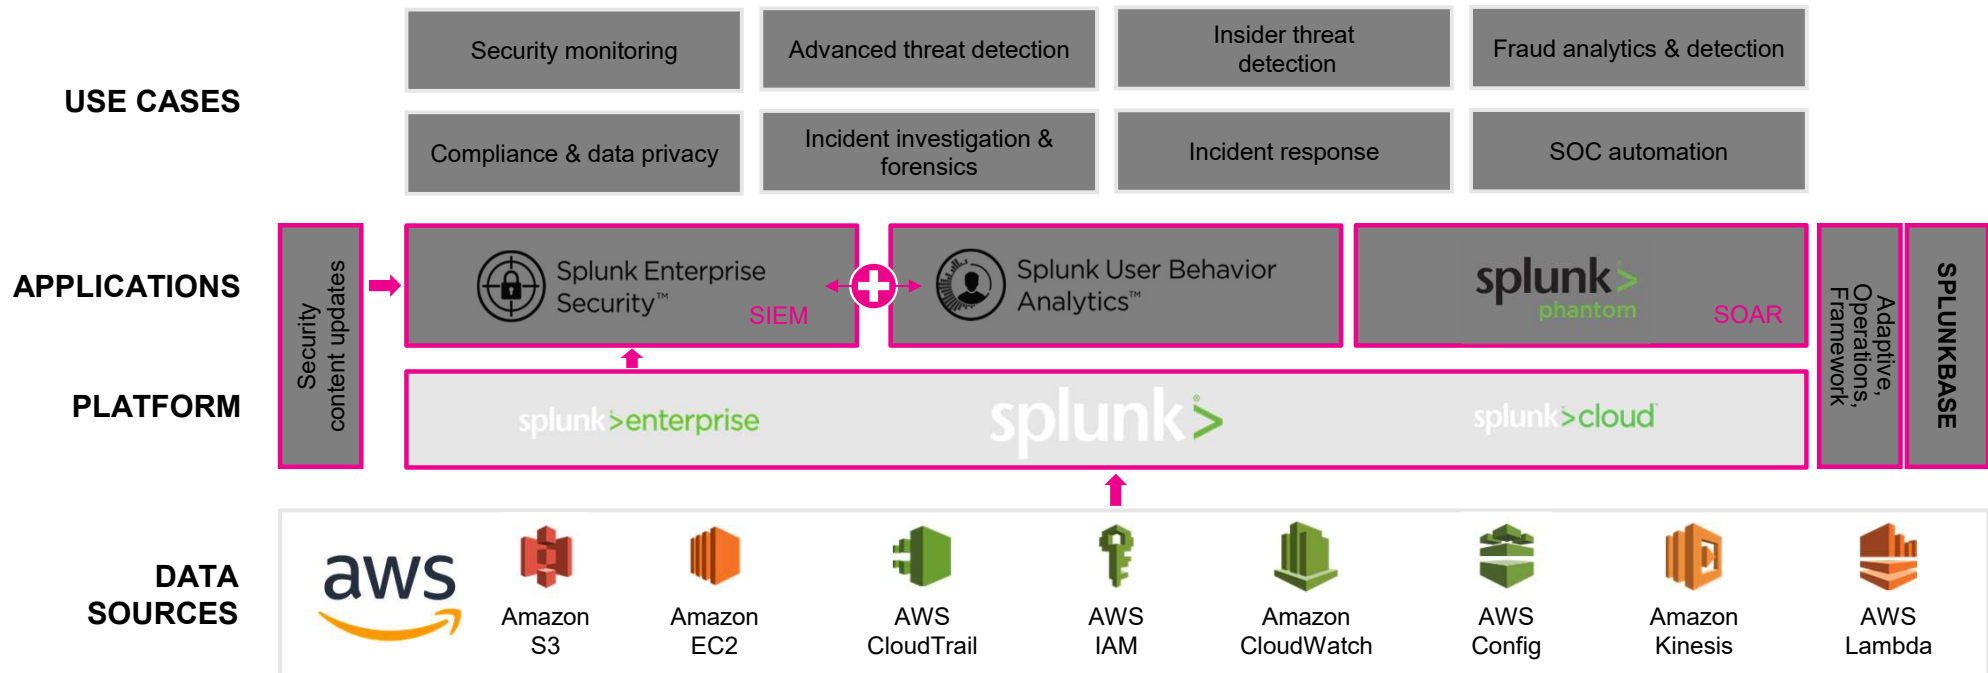 USE CASES
Security monitoring
Advanced threat detection
Insider threat
detection
Fraud analytics & detection
Compliance & data privacy
Incident investigation &
forensics
Incident response
SOC automation
APPLICATIONS
Security
content updates
Splunk Enterprise
Security™
SIEM
Splunk User Behavior
Analytics™
splunk>
phantom
SOAR
Adaptive,
Operations,
Framework
SPLUNKBASE
PLATFORM
splunk>enterprise
splunk>
splunk>cloud
DATA
SOURCES
aws
Amazon
S3
Amazon
EC2
AWS
CloudTrail
AWS
IAM
Amazon
CloudWatch
AWS
Config
Amazon
Kinesis
AWS
Lambda